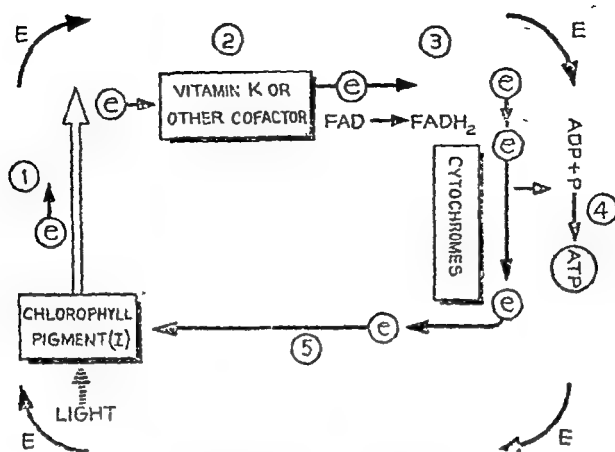 E
②
③
E
e
VITAMIN K OR
OTHER COFACTOR
e
e
FAD → FADH₂
e
ADP+P
①
e
CYTOCHROMES
④
ATP
CHLOROPHYLL
PIGMENT(I)
e
e
⑤
LIGHT
E
E